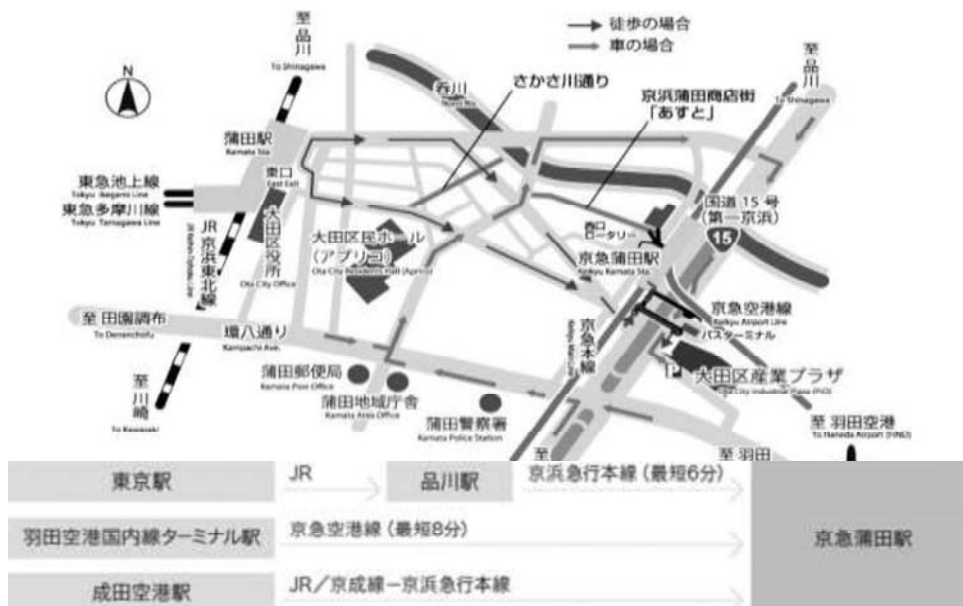 至品川
To Shinagawa
徒歩の場合
車の場合
至品川
To Shinagawa
N
呑川
さかさ川通り
京浜蒲田商店街
「あすと」
蒲田駅
Kamata Sta.
東口
East Exit
東急池上線
Tokyu Ikegami Line
東急多摩川線
Tokyu Tamagawa Line
JR京浜東北線
大田区役所
Ota City Office
大田区民ホール
(アプリコ)
Ota City Residents Hall (Aprico)
国道 15 号
(第一京浜)
15
西口
ロータリー
京急蒲田駅
Keikyu Kamata Sta.
至 田園調布
To Denenchofu
環八通り
Kampachi Ave.
京急本線
京急空港線
Keikyu Airport Line
バスターミナル
P
大田区産業プラザ
至川崎
To Kawasaki
蒲田郵便局
Kamata Post Office
蒲田地域庁舎
Kamata Area Office
蒲田警察署
Kamata Police Station
至 羽田空港
To Haneda Airport (HND)
至 羽田
東京駅
JR
品川駅
京浜急行本線(最短6分)
羽田空港国内線ターミナル駅
京急空港線(最短8分)
京急蒲田駅
成田空港駅
JR/京成線−京浜急行本線